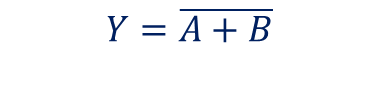 $Y = \overline{A + B}$